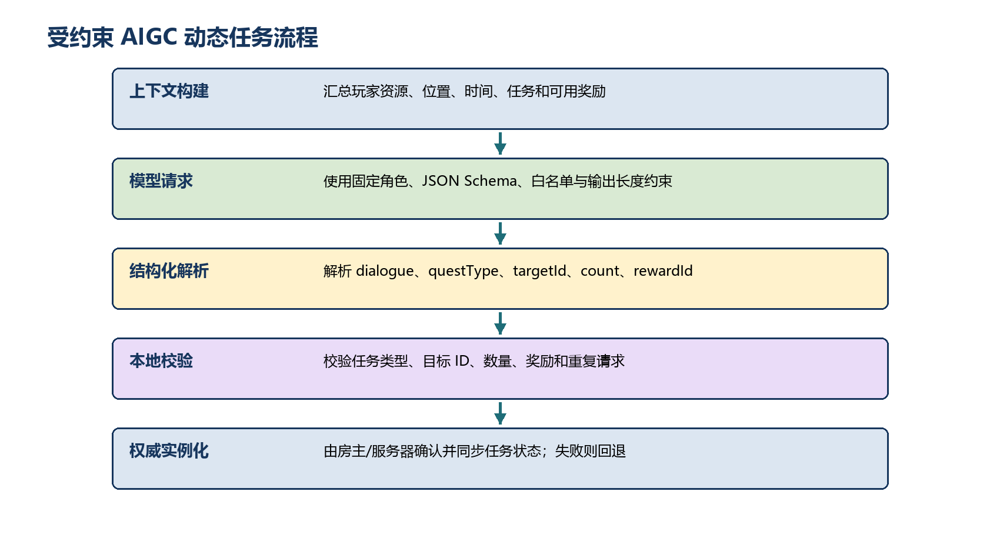 受约束 AIGC 动态任务流程
上下文构建 汇总玩家资源、位置、时间、任务和可用奖励
模型请求 使用固定角色、JSON Schema、白名单与输出长度约束
结构化解析 解析 dialogue、questType、targetId、count、rewardId
本地校验 校验任务类型、目标 ID、数量、奖励和重复请求
权威实例化 由房主/服务器确认并同步任务状态；失败则回退